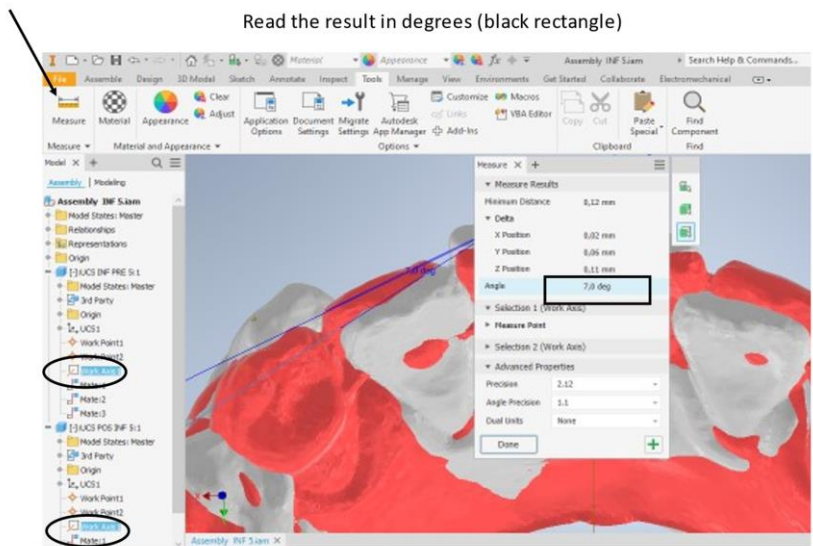 Read the result in degrees (black rectangle)
Material Appearance fx Assembly INF 5.iam Search Help & Commands...
File Assemble Design 3D Model Sketch Annotate Inspect Tools Manage View Environments Get Started Collaborate Electromechanical
Measure Material Appearance Clear Adjust Application Options Document Settings Migrate Settings Autodesk App Manager Customize Links Add-Ins Macros VBA Editor Copy Cut Paste Special Find Component
Measure Material and Appearance Options Clipboard Find
Model
Assembly Modeling
Assembly INF 5.iam
Model States: Master
Relationships
Representations
Origin
[-]UCS INF PRE 5:1
Model States: Master
3rd Party
Origin
UCS1
Work Point1
Work Point2
Work Axis
Mate:1
Mate:2
Mate:3
[-]UCS POS INF 5:1
Model States: Master
3rd Party
Origin
UCS1
Work Point1
Work Point2
Work Axis
Mate:1
7,0 deg
Measure
Measure Results
Minimum Distance 0,12 mm
Delta
X Position 0,02 mm
Y Position 0,06 mm
Z Position 0,11 mm
Angle 7,0 deg
Selection 1 (Work Axis)
Measure Point
Selection 2 (Work Axis)
Advanced Properties
Precision 2.12
Angle Precision 1.1
Dual Units None
Done
X
Y
Assembly INF 5.iam